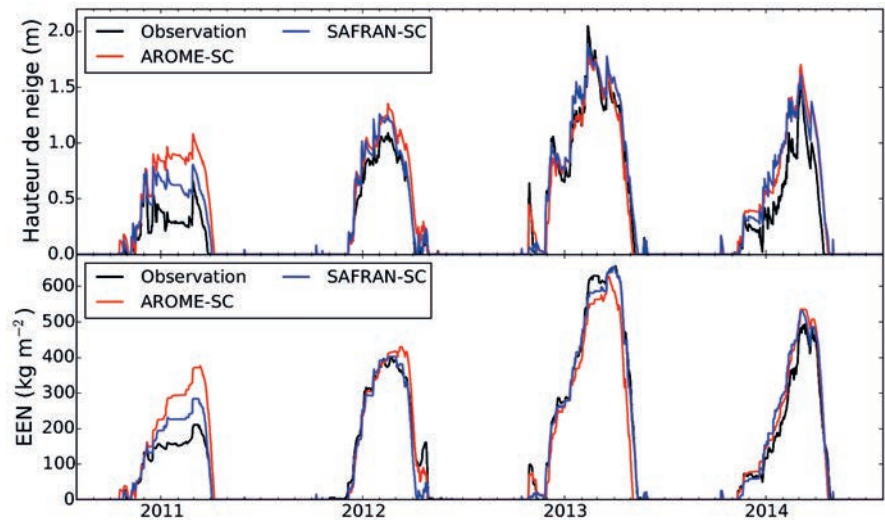 Hauteur de neige (m)
2.0
1.5
1.0
0.5
0.0
Observation
AROME-SC
SAFRAN-SC
EEN (kg m⁻²)
600
500
400
300
200
100
0
Observation
AROME-SC
SAFRAN-SC
2011
2012
2013
2014